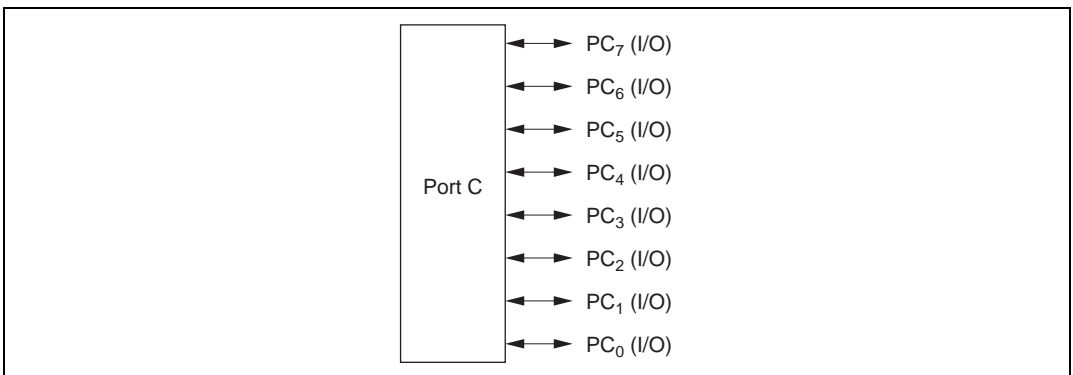 PC7 (I/O)
PC6 (I/O)
PC5 (I/O)
PC4 (I/O)
Port C
PC3 (I/O)
PC2 (I/O)
PC1 (I/O)
PC0 (I/O)